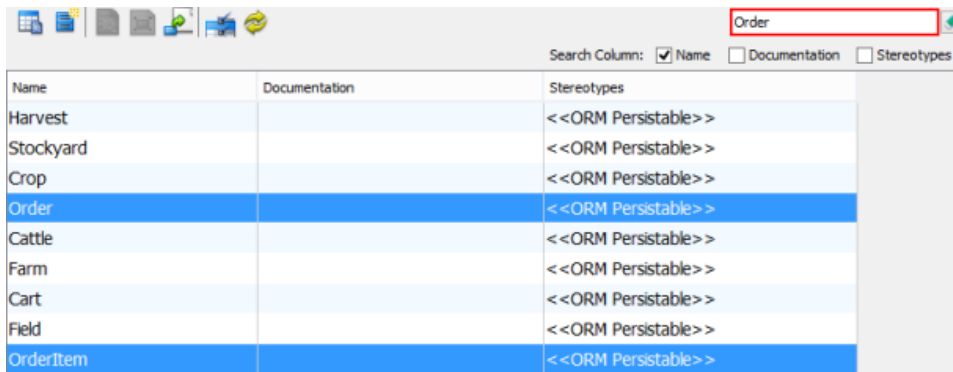 Order
Search Column: Name Documentation Stereotypes
Name Documentation Stereotypes
Harvest <<ORM Persistable>>
Stockyard <<ORM Persistable>>
Crop <<ORM Persistable>>
Order <<ORM Persistable>>
Cattle <<ORM Persistable>>
Farm <<ORM Persistable>>
Cart <<ORM Persistable>>
Field <<ORM Persistable>>
OrderItem <<ORM Persistable>>